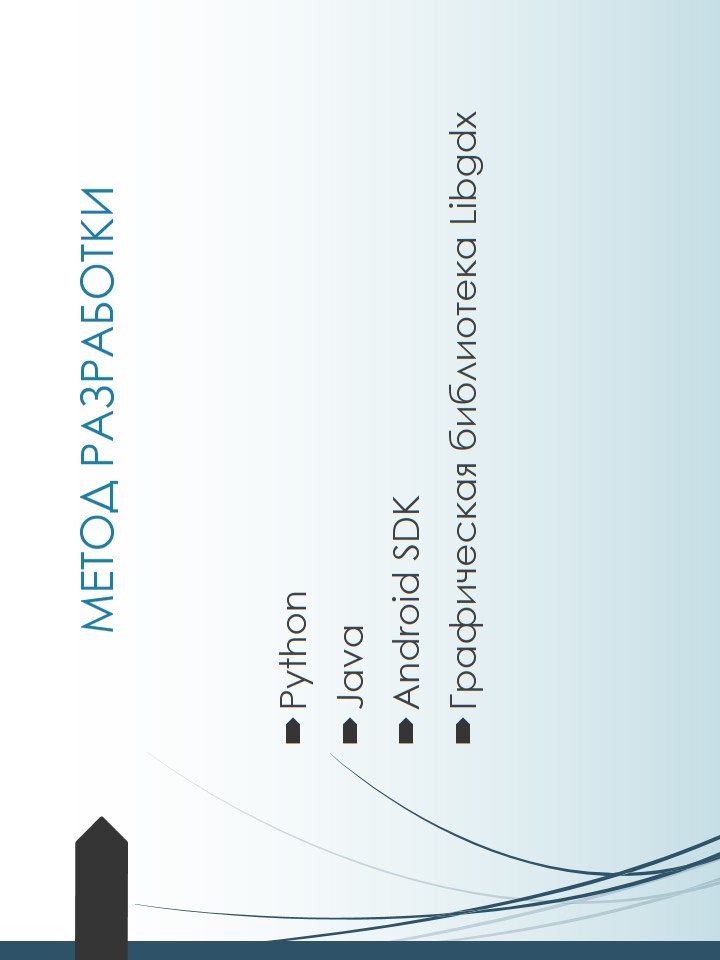 МЕТОД РАЗРАБОТКИ
Python
Java
Android SDK
Графическая библиотека Libgdx